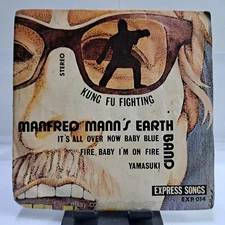 STEREO
KUNG FU FIGHTING
MANFRED MANN'S EARTH BAND
IT'S ALL OVER NOW BABY BLUE
FIRE, BABY I'M ON FIRE
YAMASUKI
EXPRESS SONGS
EXP. 014